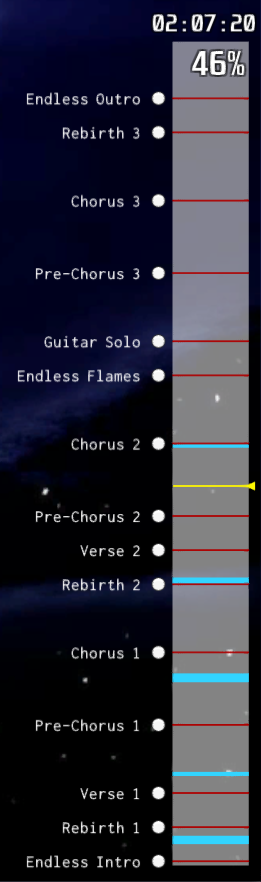 02:07:20
46%
Endless Outro
Rebirth 3
Chorus 3
Pre-Chorus 3
Guitar Solo
Endless Flames
Chorus 2
Pre-Chorus 2
Verse 2
Rebirth 2
Chorus 1
Pre-Chorus 1
Verse 1
Rebirth 1
Endless Intro